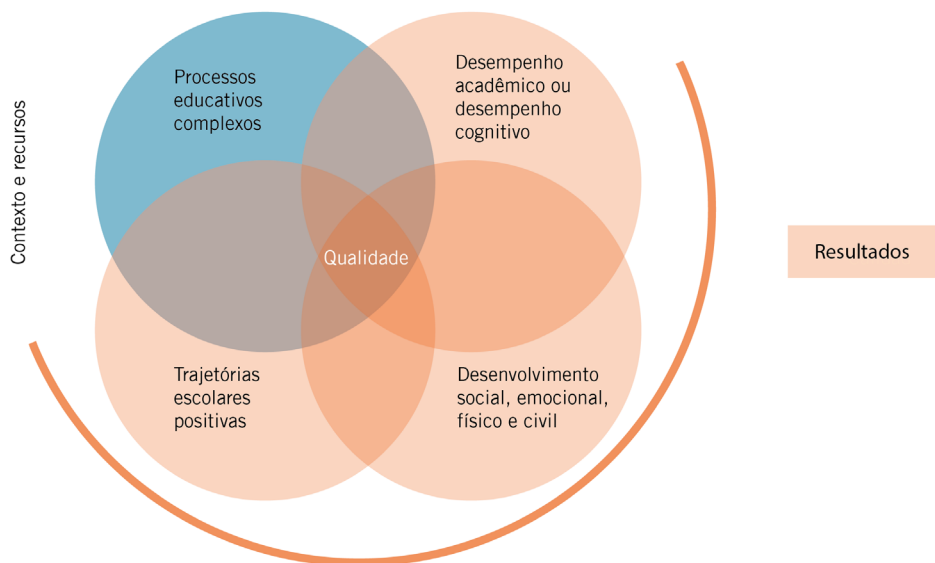 Contexto e recursos
Processos
educativos
complexos
Desempenho
acadêmico ou
desempenho
cognitivo
Qualidade
Resultados
Trajetórias
escolares
positivas
Desenvolvimento
social, emocional,
físico e civil